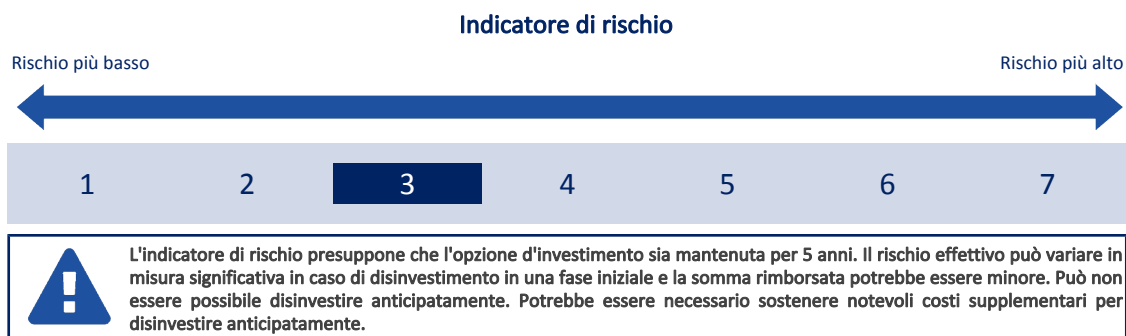 Indicatore di rischio
Rischio più basso
Rischio più alto
1 2 3 4 5 6 7
L'indicatore di rischio presuppone che l'opzione d'investimento sia mantenuta per 5 anni. Il rischio effettivo può variare in
misura significativa in caso di disinvestimento in una fase iniziale e la somma rimborsata potrebbe essere minore. Può non
essere possibile disinvestire anticipatamente. Potrebbe essere necessario sostenere notevoli costi supplementari per
disinvestire anticipatamente.